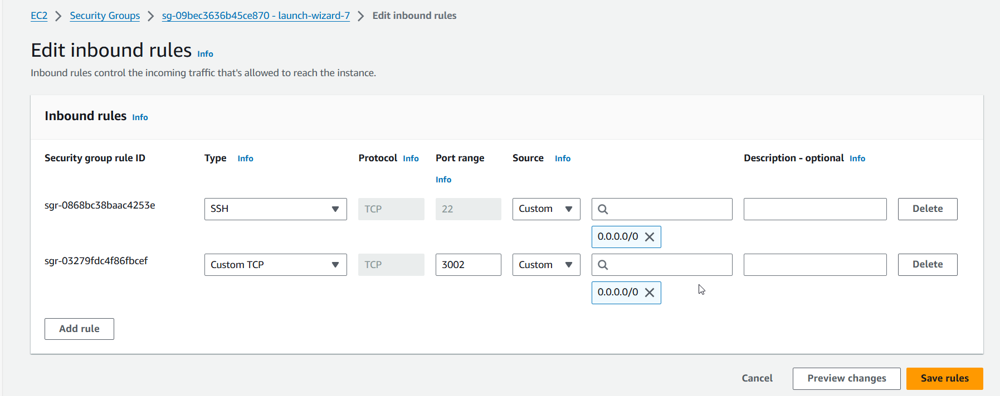 EC2 > Security Groups > sg-09bec3636b45ce870 - launch-wizard-7 > Edit inbound rules
Edit inbound rules Info
Inbound rules control the incoming traffic that's allowed to reach the instance.
Inbound rules Info
Security group rule ID Type Info Protocol Info Port range Source Info Description - optional Info
Info
sgr-0868bc38baac4253e SSH TCP 22 Custom Delete
0.0.0.0/0
sgr-03279fdc4f86fbcef Custom TCP TCP 3002 Custom Delete
0.0.0.0/0
Add rule
Cancel Preview changes Save rules